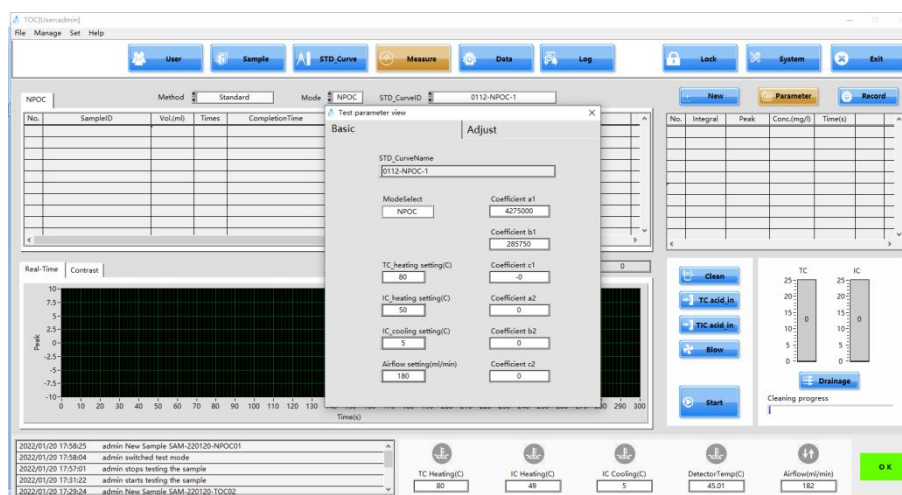 TOC(User:admin)
File Manage Set Help
User Sample STD_Curve Measure Data Log Lock System Exit
NPOC Method Standard Mode NPOC STD_CurveID 0112-NPOC-1 New Parameter Record
No. SampleID Vol.(ml) Times CompletionTime
No. Integral Peak Conc.(mg/l) Time(s)
Test parameter view
Basic Adjust
STD_CurveName
0112-NPOC-1
ModeSelect Coefficient a1
NPOC 4275000
Coefficient b1
285750
TC_heating setting(C) Coefficient c1
80 -0
IC_heating setting(C) Coefficient a2
50 0
IC_cooling setting(C) Coefficient b2
5 0
Airflow setting(ml/min) Coefficient c2
180 0
Real-Time Contrast
0
10
7.5
5
2.5
0
-2.5
-5
-7.5
-10
Peak
0 10 20 30 40 50 60 70 80 90 100 110 120 130 280 290 300
Time(s)
Clean
TC acid_in
TIC acid_in
Blow
Start
TC IC
25 25
20 20
15 15
0 0
10 10
5 5
0 0
Drainage
Cleaning progress
2022/01/20 17:58:25 admin New Sample SAM-220120-NPOC01
2022/01/20 17:58:04 admin switched test mode
2022/01/20 17:57:01 admin stops testing the sample
2022/01/20 17:31:22 admin starts testing the sample
2022/01/20 17:29:24 admin New Sample SAM-220120-TOC02
TC Heating(C) IC Heating(C) IC Cooling(C) DetectorTemp(C) Airflow(ml/min)
80 49 5 45.01 182
OK